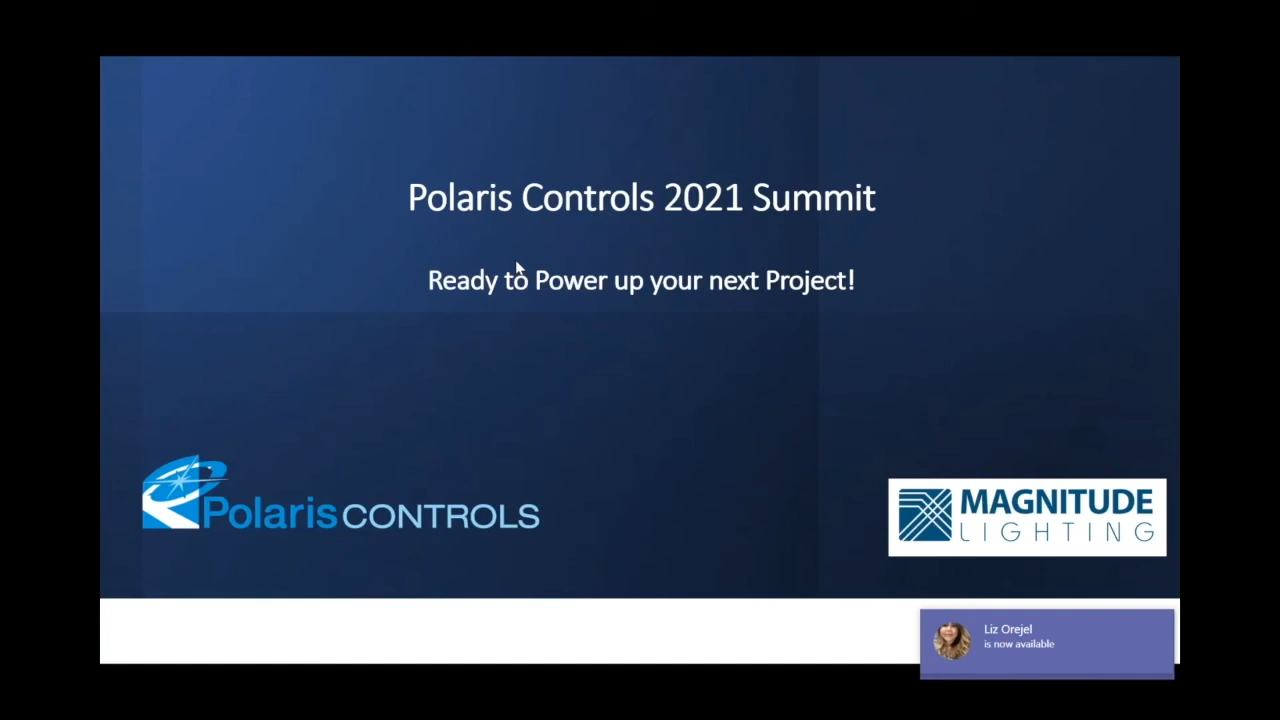 Polaris Controls 2021 Summit
Ready to Power up your next Project!
Polaris CONTROLS
MAGNITUDE
LIGHTING
Liz Orejel
is now available